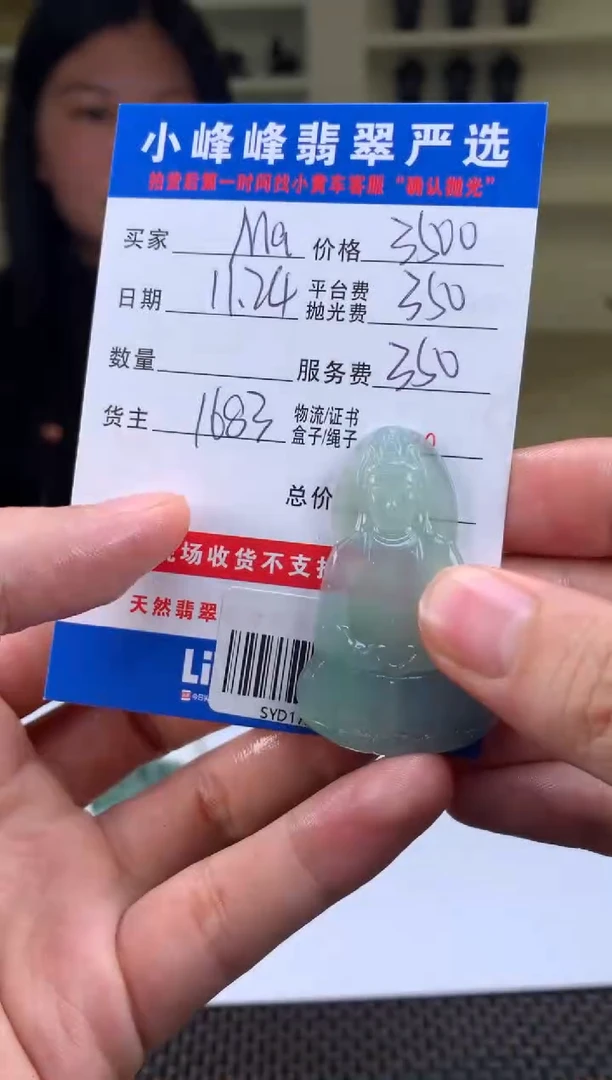 小峰峰翡翠严选
拍货后第一时间找小黄车客服“确认抛光”
买家 Ma 价格 3500
日期 11.24 平台费 抛光费 350
数量 服务费 350
货主 1683 物流/证书 盒子/绳子 0
总价
场收货不支
天然翡翠
Li
SYD17